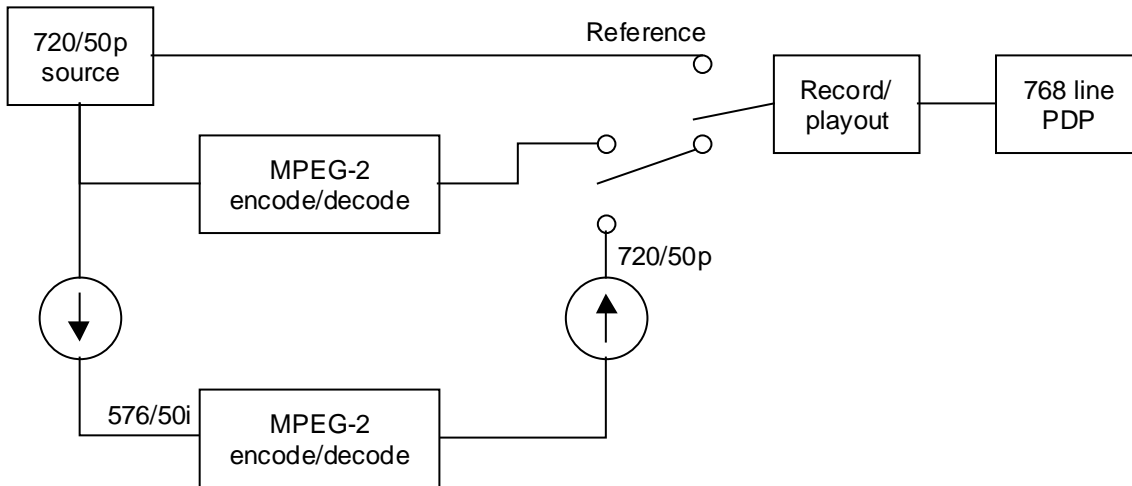 720/50p
source
Reference
Record/
playout
768 line
PDP
MPEG-2
encode/decode
720/50p
576/50i
MPEG-2
encode/decode